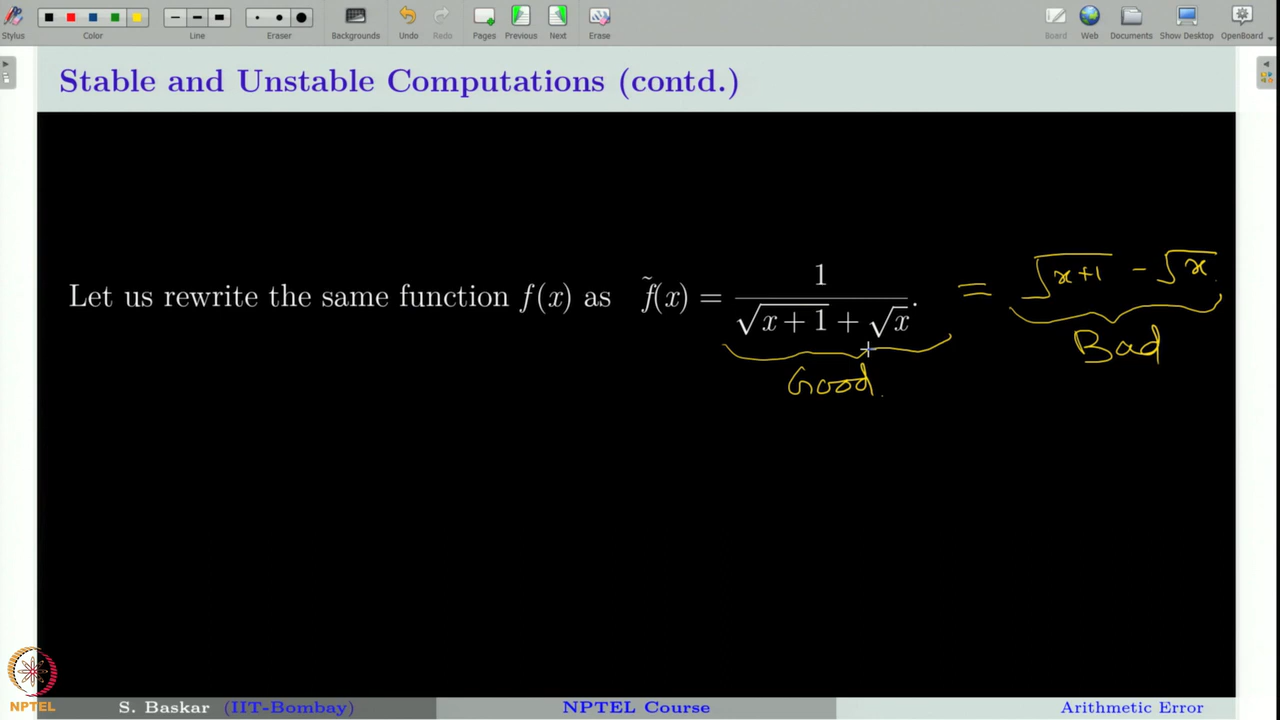 Stylus Color Line Eraser Backgrounds Undo Redo Pages Previous Next Erase Board Web Documents Show Desktop OpenBoard
Stable and Unstable Computations (contd.)
Let us rewrite the same function f(x) as f̃(x) = 1/(√(x + 1) + √x). = √(x+1) - √x
Good. Bad
NPTEL
S. Baskar (IIT-Bombay) NPTEL Course Arithmetic Error